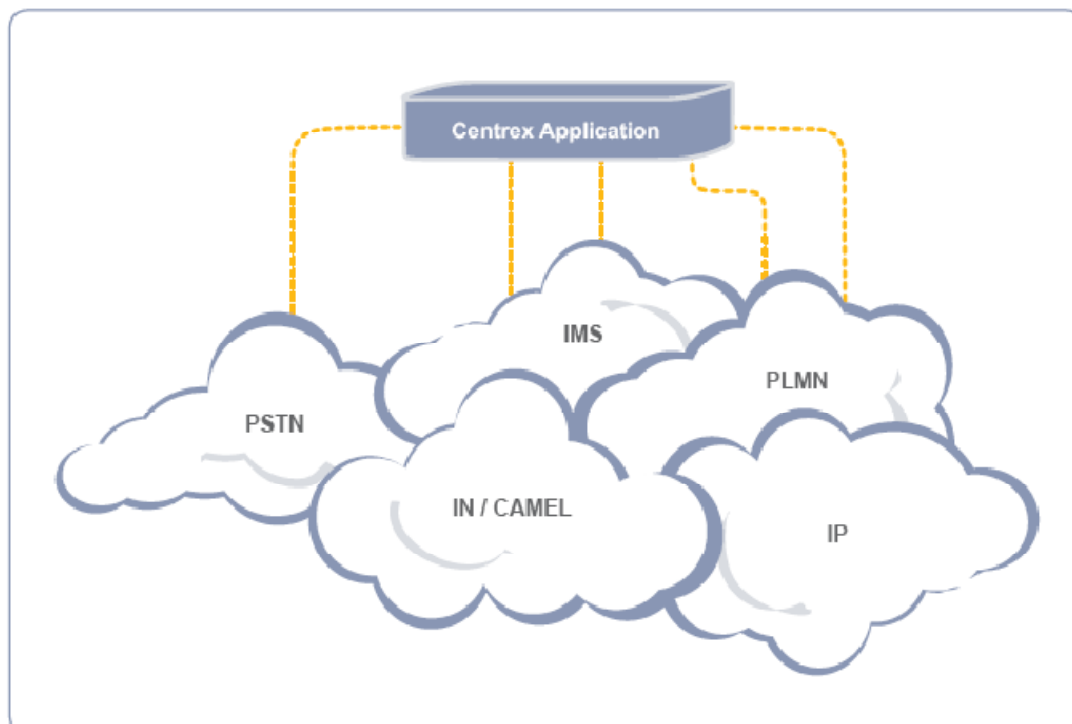 Centrex Application
IMS
PLMN
PSTN
IN / CAMEL
IP